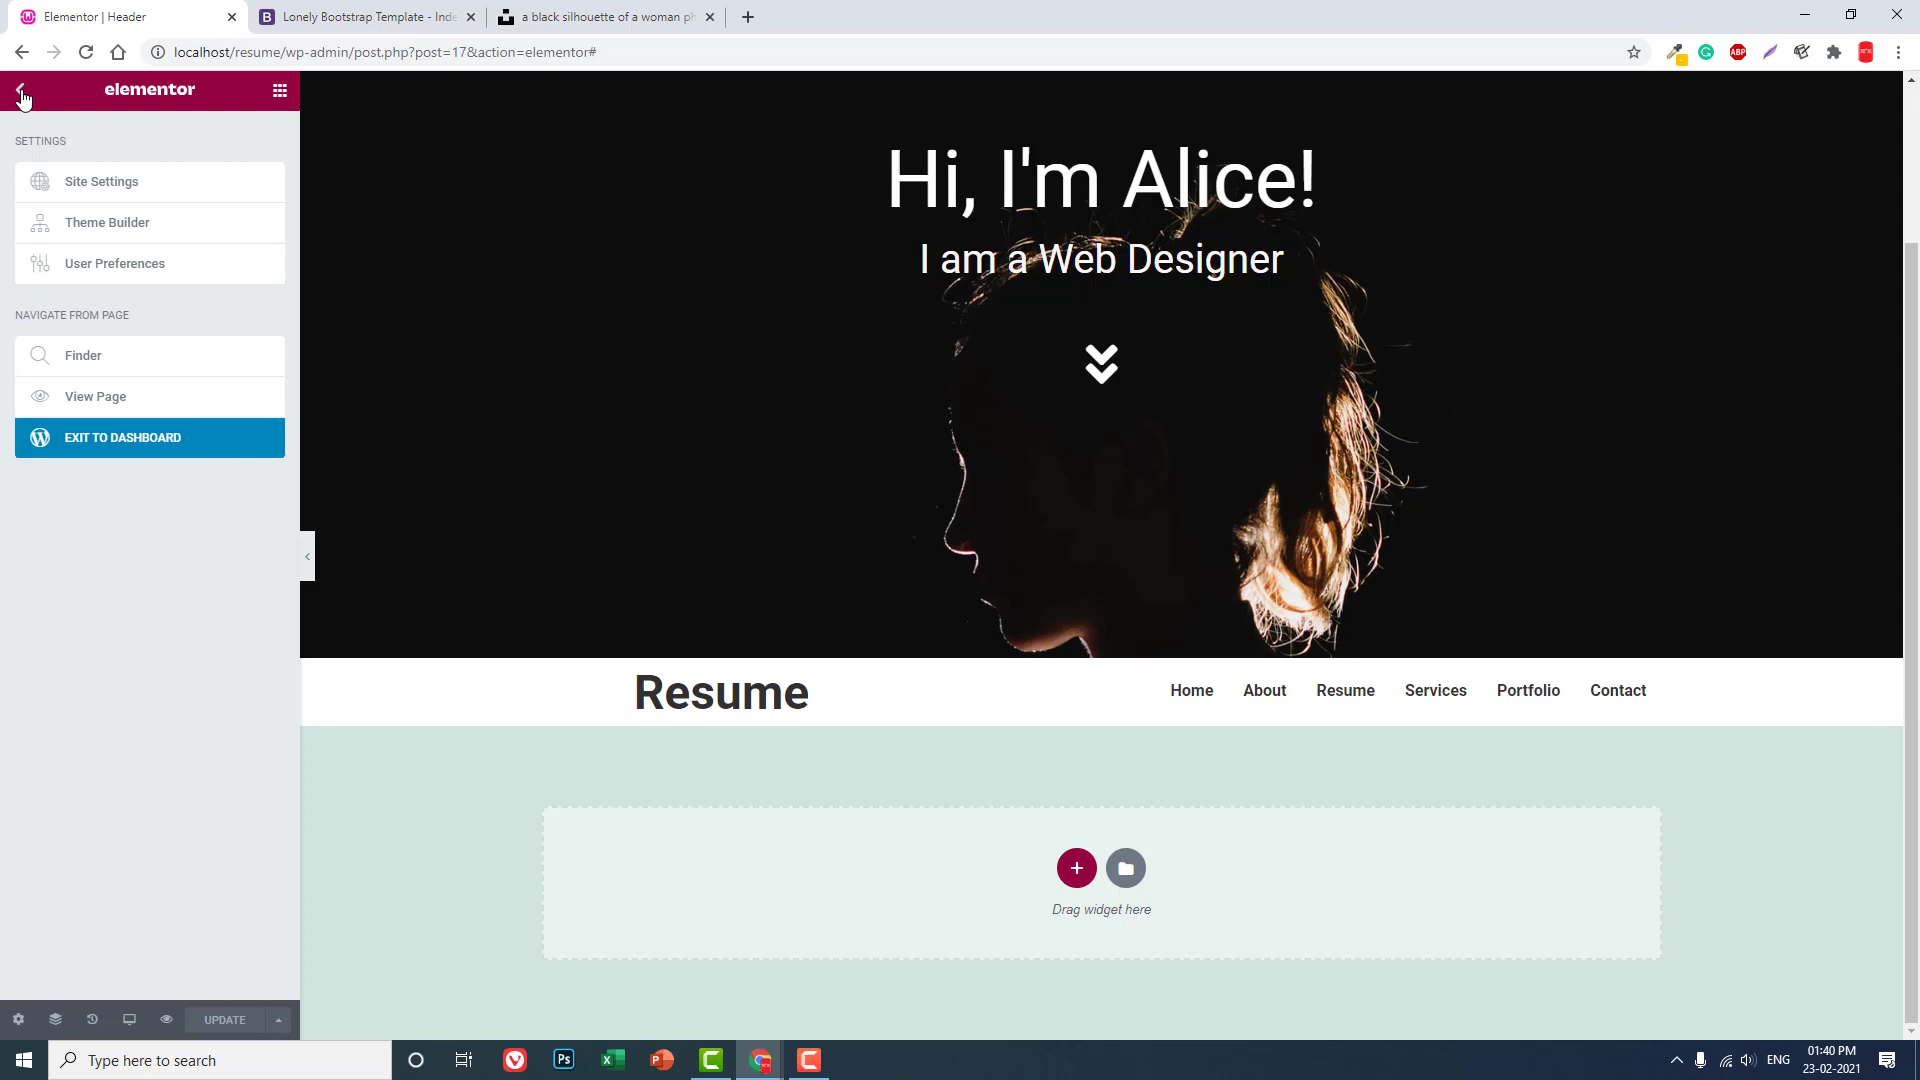 Elementor | Header
Lonely Bootstrap Template - Inde
a black silhouette of a woman ph
localhost/resume/wp-admin/post.php?post=17&action=elementor#
ABP
elementor
SETTINGS
Site Settings
Theme Builder
User Preferences
NAVIGATE FROM PAGE
Finder
View Page
EXIT TO DASHBOARD
Hi, I'm Alice!
I am a Web Designer
Resume
Home About Resume Services Portfolio Contact
Drag widget here
UPDATE
Type here to search
Ps
ENG
01:40 PM
23-02-2021